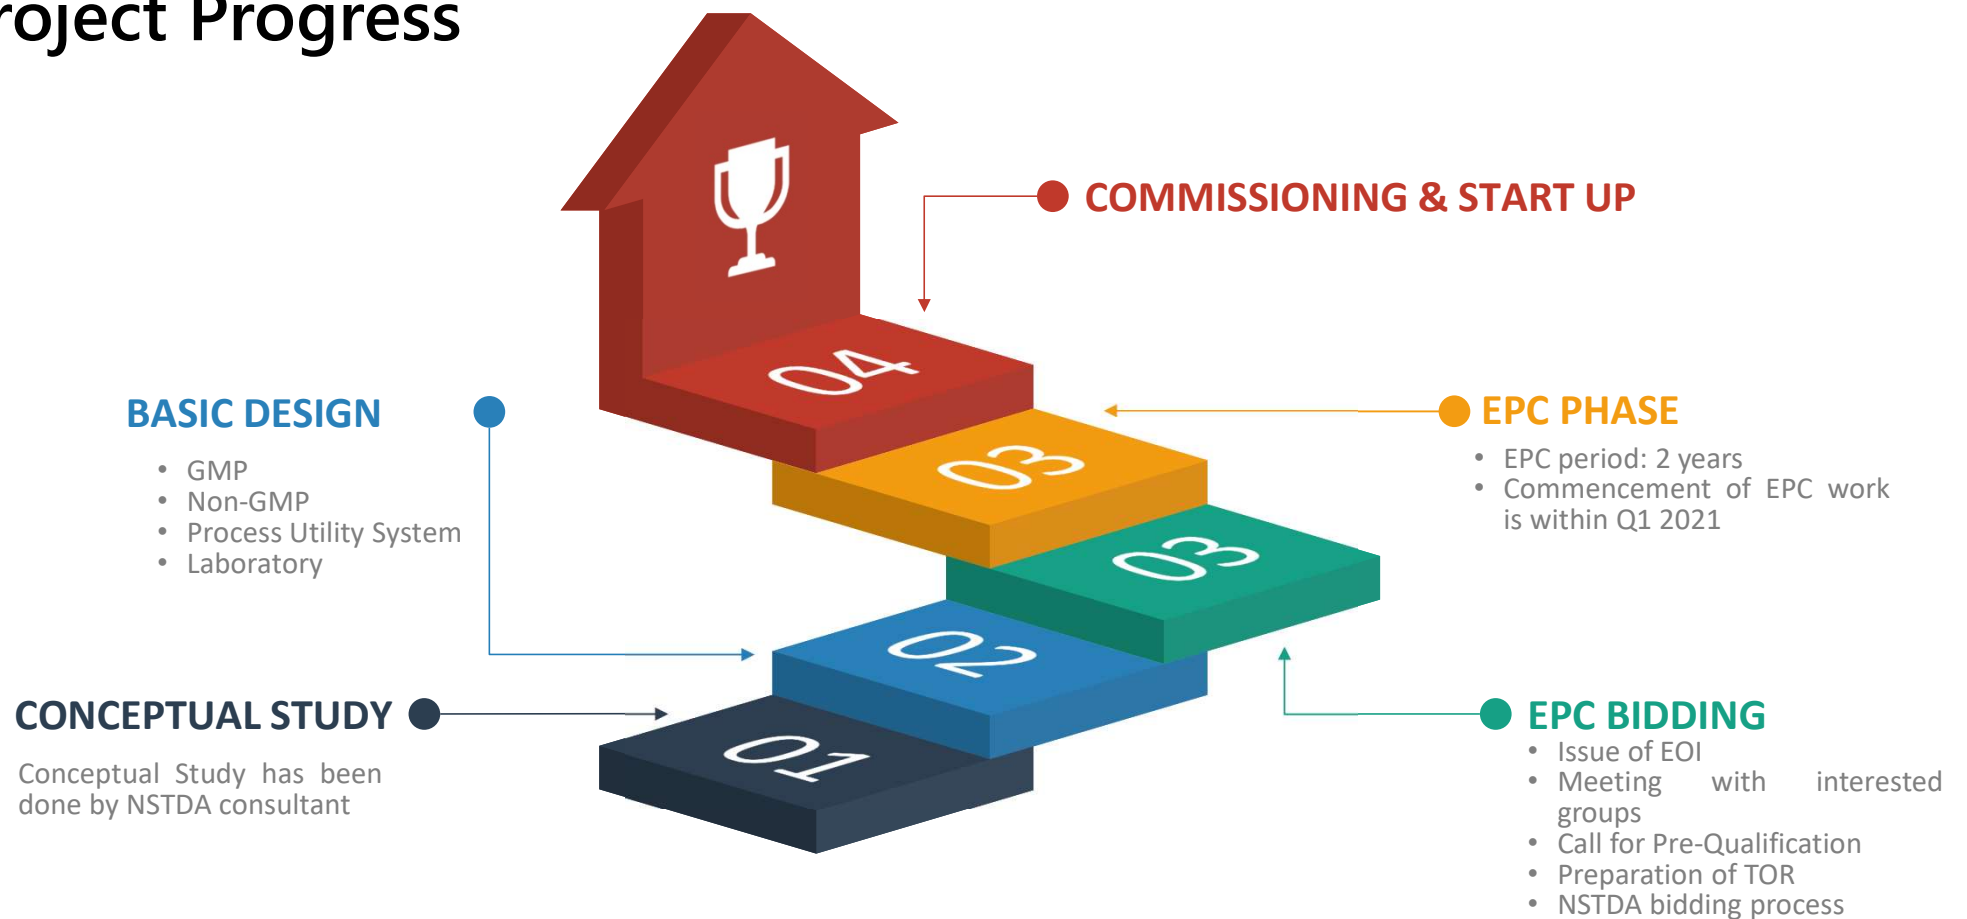 roject Progress
COMMISSIONING & START UP
04
BASIC DESIGN
• GMP
• Non-GMP
• Process Utility System
• Laboratory
EPC PHASE
• EPC period: 2 years
• Commencement of EPC work
is within Q1 2021
03
03
02
CONCEPTUAL STUDY
Conceptual Study has been
done by NSTDA consultant
01
EPC BIDDING
• Issue of EOI
• Meeting with interested
groups
• Call for Pre-Qualification
• Preparation of TOR
• NSTDA bidding process